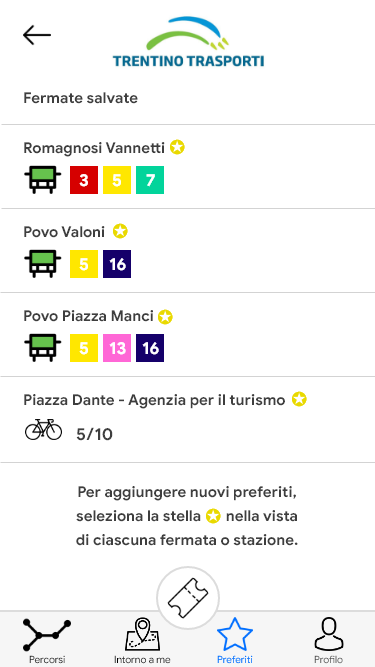 TRENTINO TRASPORTI
Fermate salvate
Romagnosi Vannetti
3 5 7
Povo Valoni
5 16
Povo Piazza Manci
5 13 16
Piazza Dante - Agenzia per il turismo
5/10
Per aggiungere nuovi preferiti,
seleziona la stella nella vista
di ciascuna fermata o stazione.
Percorsi Intorno a me Preferiti Profilo